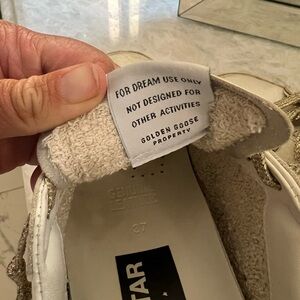 FOR DREAM USE ONLY
NOT DESIGNED FOR
OTHER ACTIVITIES
GOLDEN GOOSE
PROPERTY
37
STAR